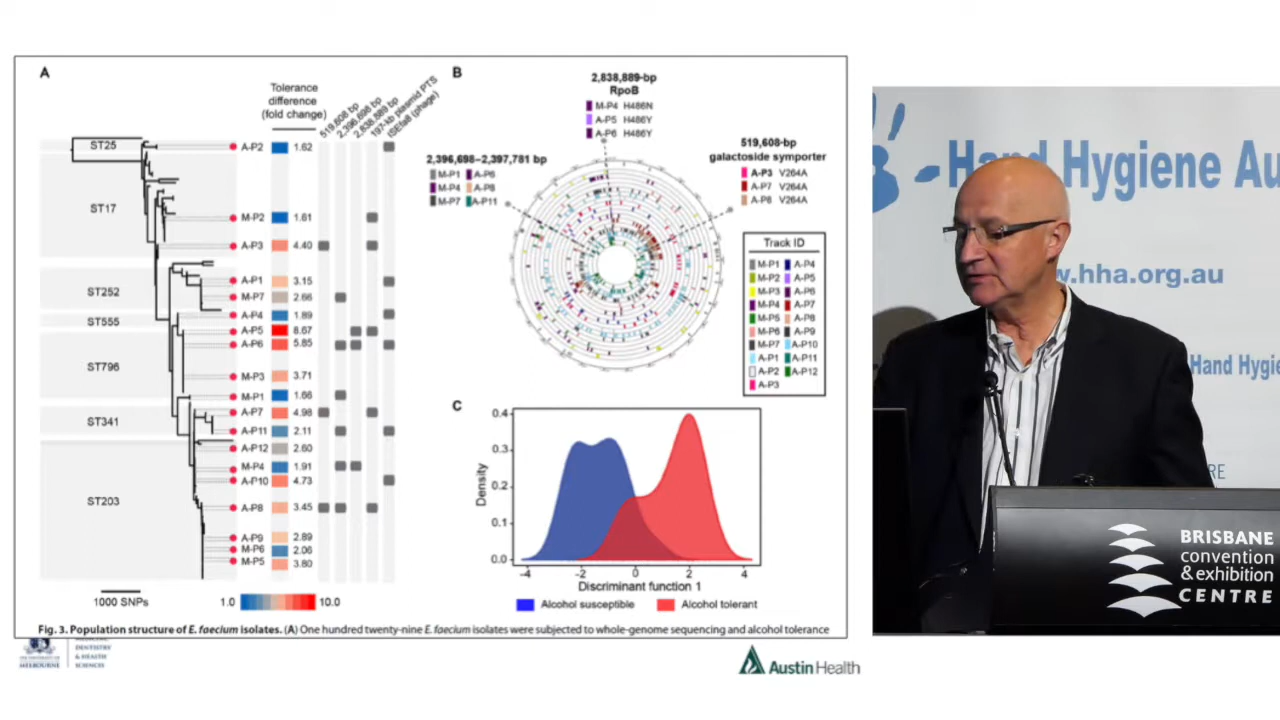 A
Tolerance
difference
(fold change)
519,608 bp
2,396,698 bp
2,838,889 bp
197-kb plasmid PTS
ISEfa8 (phage)
ST25
ST17
ST252
ST555
ST796
ST341
ST203
A-P2 1.62
M-P2 1.61
A-P3 4.40
A-P1 3.15
M-P7 2.66
A-P4 1.89
A-P5 8.67
A-P6 5.85
M-P3 3.71
M-P1 1.66
A-P7 4.98
A-P11 2.11
A-P12 2.60
M-P4 1.91
A-P10 4.73
A-P8 3.45
A-P9 2.89
M-P6 2.06
M-P5 3.80
1000 SNPs
1.0 10.0
B
2,838,889-bp
RpoB
M-P4 H486N
A-P5 H486Y
A-P6 H486Y
2,396,698–2,397,781 bp
M-P1 A-P6
M-P4 A-P8
M-P7 A-P11
519,608-bp
galactoside symporter
A-P3 V264A
A-P7 V264A
A-P8 V264A
Track ID
M-P1 A-P4
M-P2 A-P5
M-P3 A-P6
M-P4 A-P7
M-P5 A-P8
M-P6 A-P9
M-P7 A-P10
A-P1 A-P11
A-P2 A-P12
A-P3
C
Density
0.4
0.3
0.2
0.1
0.0
-4 -2 0 2 4
Discriminant function 1
Alcohol susceptible Alcohol tolerant
Fig. 3. Population structure of E. faecium isolates. (A) One hundred twenty-nine E. faecium isolates were subjected to whole-genome sequencing and alcohol tolerance
MELBOURNE
DENTISTRY
& HEALTH
SCIENCES
Austin Health
Hand Hygiene Au
w.hha.org.au
Hand Hygie
RE
BRISBANE
convention
& exhibition
CENTRE